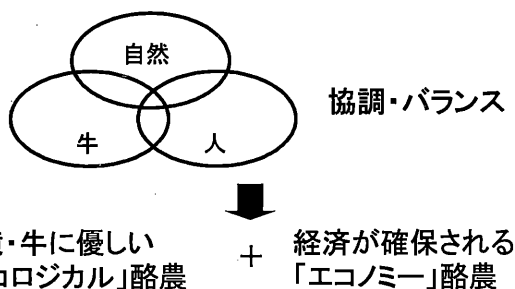 自然
牛
人
協調・バランス
・牛に優しい
コロジカル」酪農
+
経済が確保される
「エコノミー」酪農